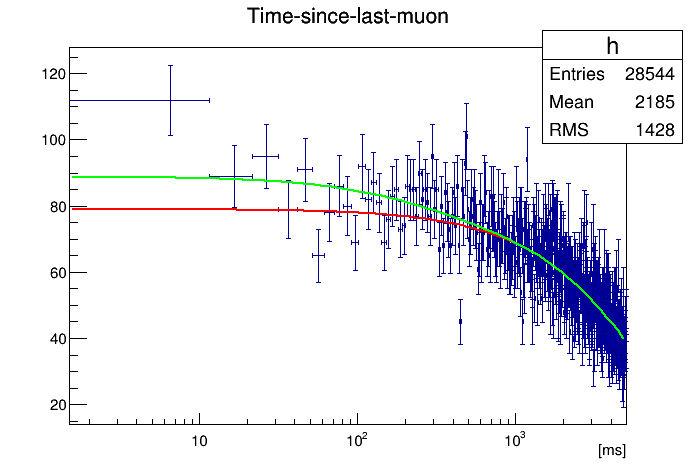 Time-since-last-muon
h
Entries 28544
Mean 2185
RMS 1428
120
100
80
60
40
20
10
10²
10³
[ms]